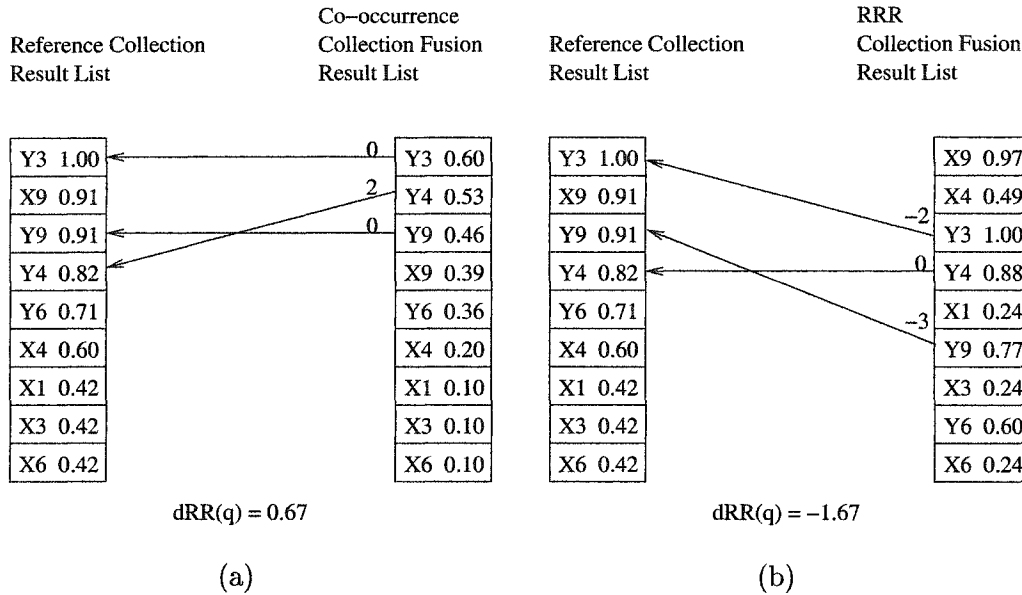 Reference Collection
Result List
Co–occurrence
Collection Fusion
Result List
Y3 1.00
X9 0.91
Y9 0.91
Y4 0.82
Y6 0.71
X4 0.60
X1 0.42
X3 0.42
X6 0.42
0
2
0
Y3 0.60
Y4 0.53
Y9 0.46
X9 0.39
Y6 0.36
X4 0.20
X1 0.10
X3 0.10
X6 0.10
dRR(q) = 0.67
(a)
Reference Collection
Result List
RRR
Collection Fusion
Result List
Y3 1.00
X9 0.91
Y9 0.91
Y4 0.82
Y6 0.71
X4 0.60
X1 0.42
X3 0.42
X6 0.42
–2
0
–3
X9 0.97
X4 0.49
Y3 1.00
Y4 0.88
X1 0.24
Y9 0.77
X3 0.24
Y6 0.60
X6 0.24
dRR(q) = –1.67
(b)